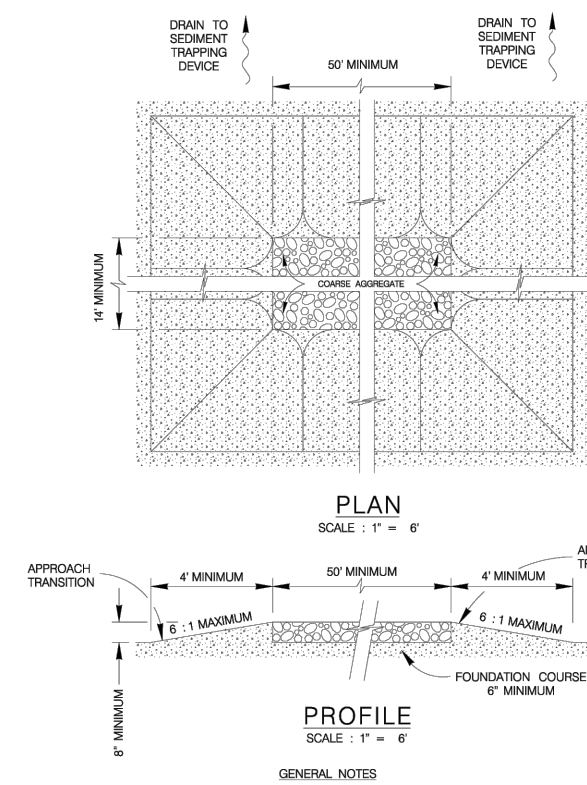 DRAIN TO
SEDIMENT
TRAPPING
DEVICE
DRAIN TO
SEDIMENT
TRAPPING
DEVICE
50' MINIMUM
14' MINIMUM
COARSE AGGREGATE
PLAN
SCALE : 1" = 6'
APPROACH
TRANSITION
4' MINIMUM
50' MINIMUM
4' MINIMUM
6 : 1 MAXIMUM
6 : 1 MAXIMUM
8" MINIMUM
FOUNDATION COURSE
6" MINIMUM
PROFILE
SCALE : 1" = 6'
GENERAL NOTES